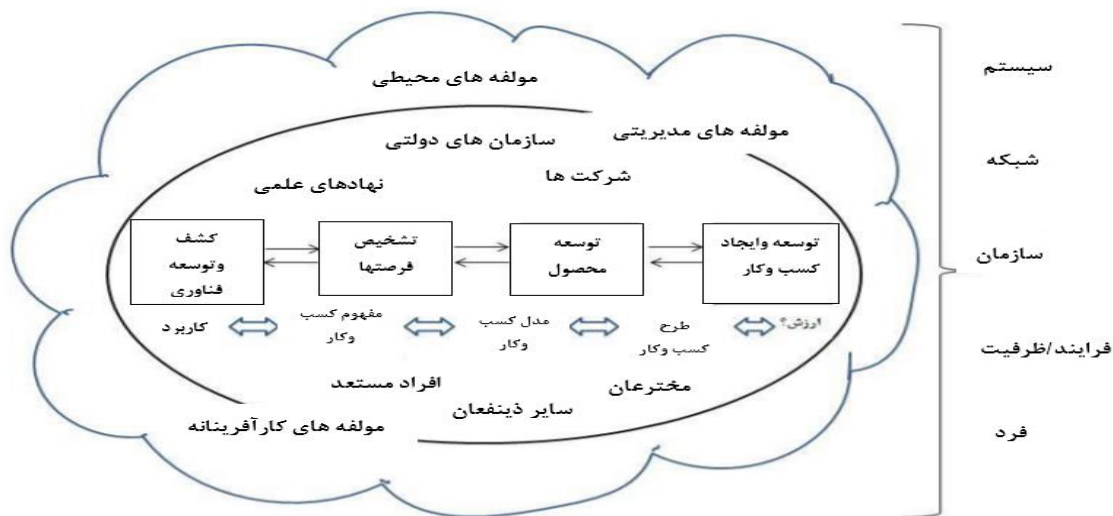 مولفه های محیطی
مولفه های مدیریتی
سازمان های دولتی
شرکت ها
نهادهای علمی
کشف
وتوسعه
فناوری
تشخیص
فرصتها
توسعه
محصول
توسعه وایجاد
کسب وکار
کاربرد
مفهوم کسب
وکار
مدل کسب
وکار
طرح
کسب وکار
ارزش؟
افراد مستعد
مخترعان
سایر ذینفعان
مولفه های کارآفرینانه
سیستم
شبکه
سازمان
فرایند/ظرفیت
فرد